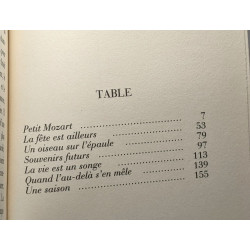 TABLE
Petit Mozart 7
La fête est ailleurs 53
Un oiseau sur l'épaule 79
Souvenirs futurs 97
La vie est un songe 113
Quand l'au-delà s'en mêle 139
Une saison 155